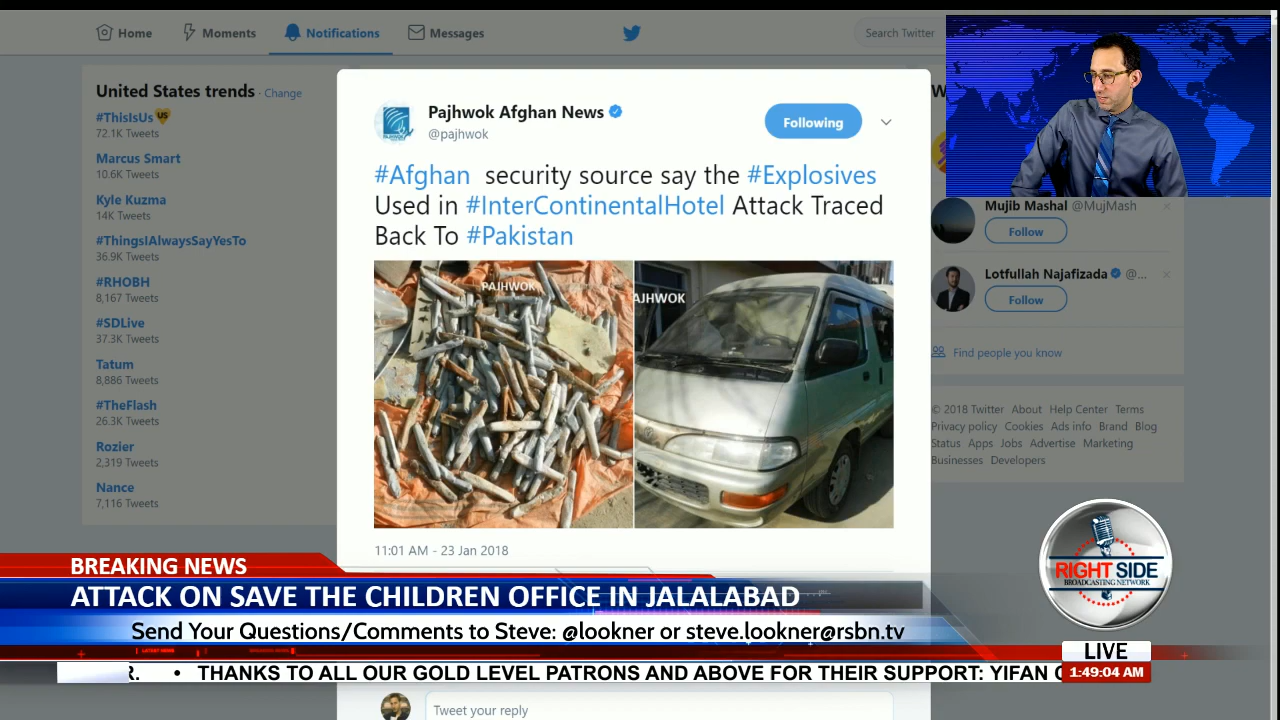 Home
Moments
Notifications
Messages
Search Twitter
United States trends · Change
#ThisIsUs
72.1K Tweets
Marcus Smart
10.6K Tweets
Kyle Kuzma
14K Tweets
#ThingsIAlwaysSayYesTo
36.9K Tweets
#RHOBH
8,167 Tweets
#SDLive
37.3K Tweets
Tatum
8,886 Tweets
#TheFlash
26.3K Tweets
Rozier
2,319 Tweets
Nance
7,116 Tweets
Pajhwok Afghan News
@pajhwok
Following
#Afghan security source say the #Explosives
Used in #InterContinentalHotel Attack Traced
Back To #Pakistan
PAJHWOK
AJHWOK
11:01 AM - 23 Jan 2018
Tweet your reply
W
Mujib Mashal @MujMash
Follow
Lotfullah Najafizada @...
Follow
Find people you know
© 2018 Twitter About Help Center Terms
Privacy policy Cookies Ads info Brand Blog
Status Apps Jobs Advertise Marketing
Businesses Developers
BREAKING NEWS
ATTACK ON SAVE THE CHILDREN OFFICE IN JALALABAD
Send Your Questions/Comments to Steve: @lookner or steve.lookner@rsbn.tv
LATEST NEWS
R. • THANKS TO ALL OUR GOLD LEVEL PATRONS AND ABOVE FOR THEIR SUPPORT: YIFAN
RIGHT SIDE
BROADCASTING NETWORK
LIVE
1:49:04 AM